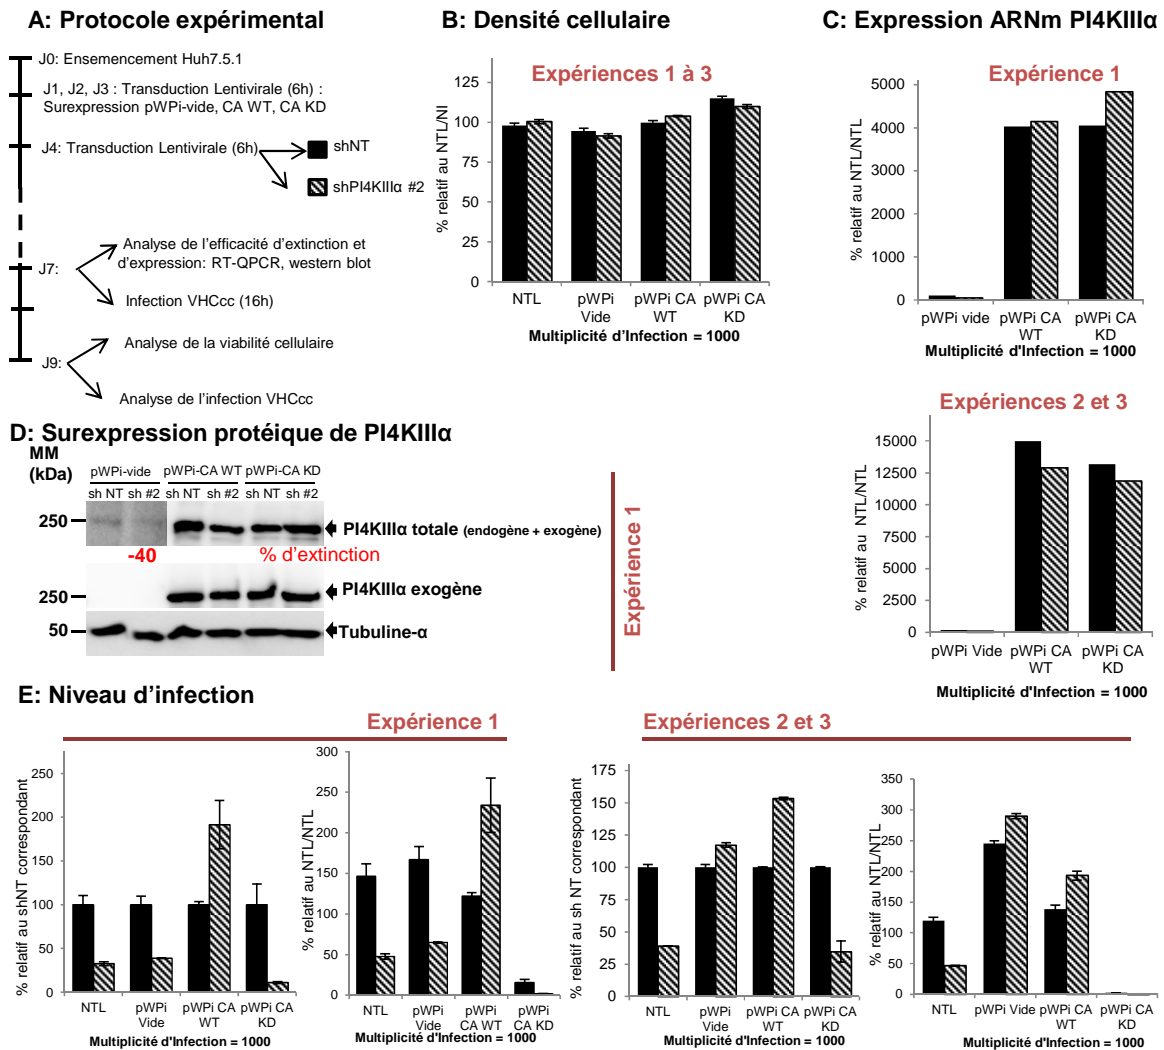 A: Protocole expérimental
J0: Ensemencement Huh7.5.1
J1, J2, J3 : Transduction Lentivirale (6h) :
Surexpression pWPi-vide, CA WT, CA KD
J4: Transduction Lentivirale (6h)
shNT
shPI4KIIIα #2
J7:
Analyse de l'efficacité d'extinction et
d'expression: RT-QPCR, western blot
Infection VHCcc (16h)
J9:
Analyse de la viabilité cellulaire
Analyse de l'infection VHCcc
B: Densité cellulaire
Expériences 1 à 3
% relatif au NTL/NI
125
100
75
50
25
0
NTL
pWPi Vide
pWPi CA WT
pWPi CA KD
Multiplicité d'Infection = 1000
C: Expression ARNm PI4KIIIα
Expérience 1
% relatif au NTL/NTL
5000
4000
3000
2000
1000
0
pWPi vide
pWPi CA WT
pWPi CA KD
Multiplicité d'Infection = 1000
Expériences 2 et 3
% relatif au NTL/NTL
15000
12500
10000
7500
5000
2500
0
pWPi Vide
pWPi CA WT
pWPi CA KD
Multiplicité d'Infection = 1000
D: Surexpression protéique de PI4KIIIα
MM
(kDa)
pWPi-vide pWPi-CA WT pWPi-CA KD
sh NT sh #2 sh NT sh #2 sh NT sh #2
250
PI4KIIIα totale (endogène + exogène)
-40 % d'extinction
250
PI4KIIIα exogène
50
Tubuline-α
Expérience 1
E: Niveau d'infection
Expérience 1
% relatif au shNT correspondant
250
200
150
100
50
0
NTL
pWPi Vide
pWPi CA WT
pWPi CA KD
Multiplicité d'Infection = 1000
% relatif au NTL/NTL
300
250
200
150
100
50
0
NTL
pWPi Vide
pWPi CA WT
pWPi CA KD
Multiplicité d'Infection = 1000
Expériences 2 et 3
% relatif au sh NT correspondant
175
150
125
100
75
50
25
0
NTL
pWPi Vide
pWPi CA WT
pWPi CA KD
Multiplicité d'Infection = 1000
% relatif au NTL/NTL
350
300
250
200
150
100
50
0
NTL
pWPi Vide
pWPi CA WT
pWPi CA KD
Multiplicité d'Infection = 1000